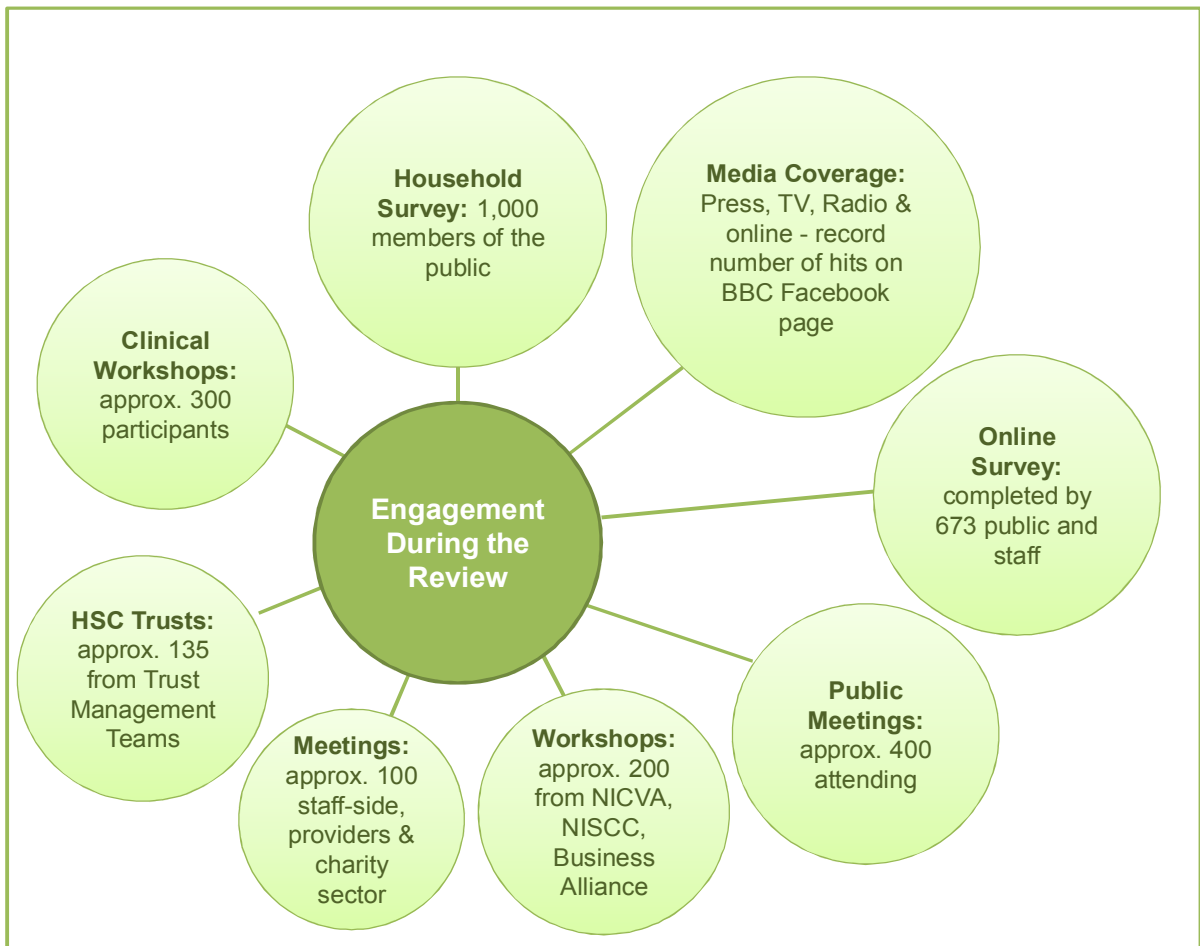 Household
Survey: 1,000
members of the
public
Media Coverage:
Press, TV, Radio &
online - record
number of hits on
BBC Facebook
page
Clinical
Workshops:
approx. 300
participants
Online
Survey:
completed by
673 public and
staff
Engagement
During the
Review
HSC Trusts:
approx. 135
from Trust
Management
Teams
Public
Meetings:
approx. 400
attending
Meetings:
approx. 100
staff-side,
providers &
charity
sector
Workshops:
approx. 200
from NICVA,
NISCC,
Business
Alliance